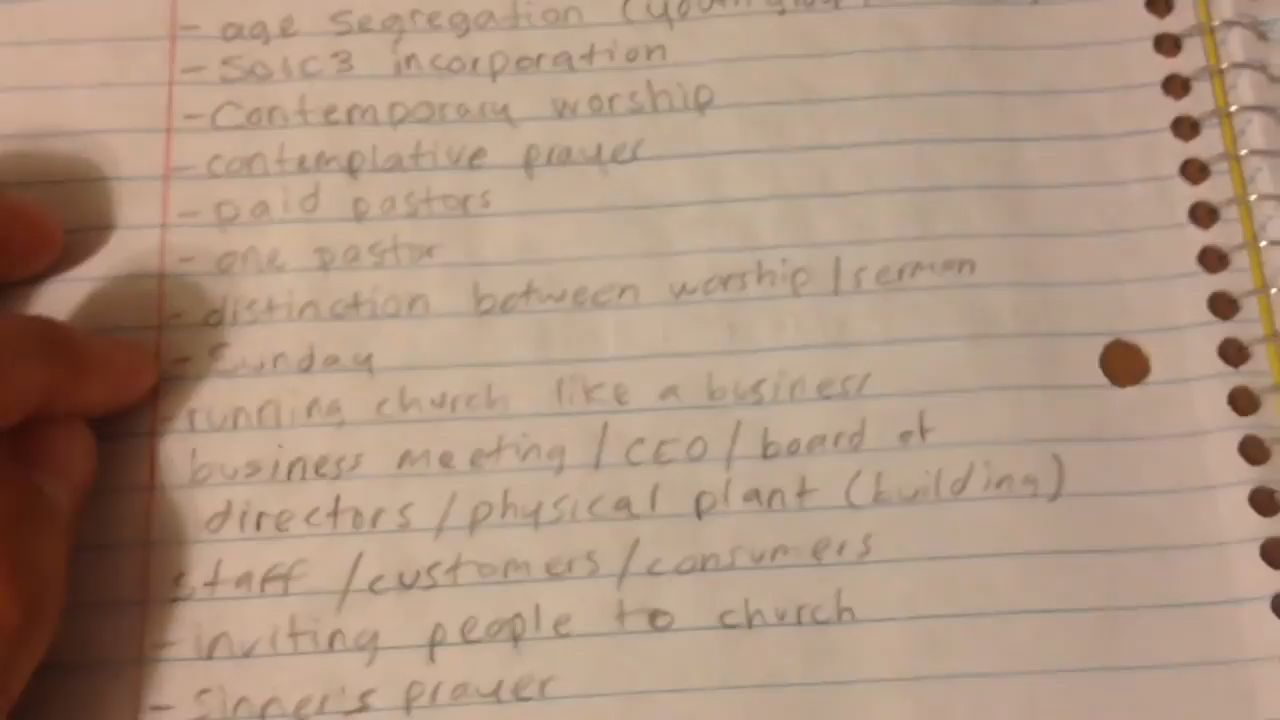 - age segregation (young
- 501C3 incorporation
- Contemporary worship
- contemplative prayer
- paid pastors
- one pastor
- distinction between worship / sermon
- Sunday
- running church like a business
business meeting / CEO / board of
directors / physical plant (building)
staff / customers / consumers
- inviting people to church
- Sinner's prayer